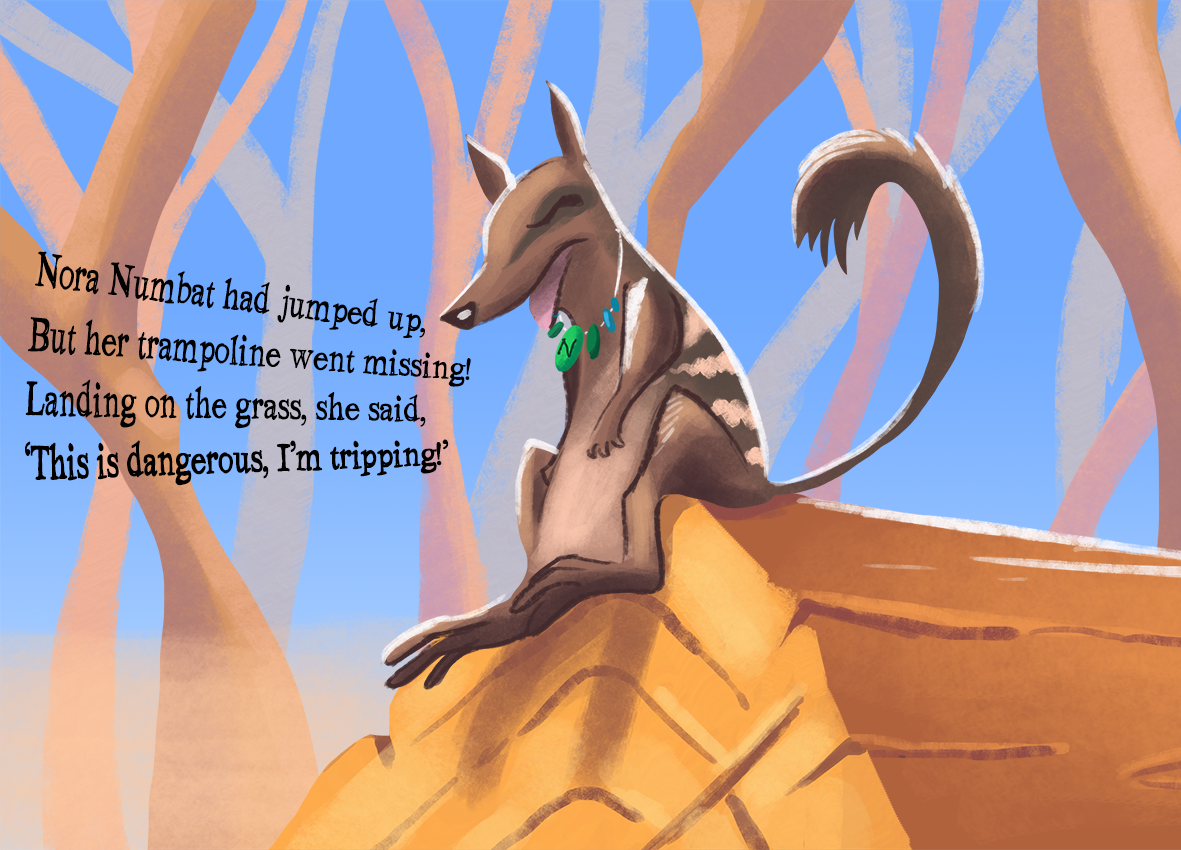 Nora Numbat had jumped up,
But her trampoline went missing!
Landing on the grass, she said,
‘This is dangerous, I’m tripping!’
N